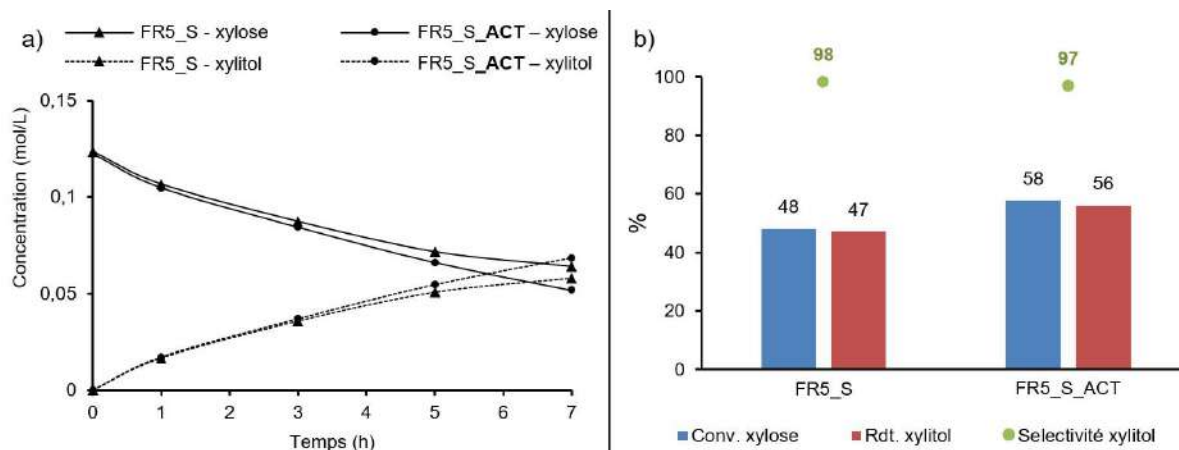 a)
FR5_S - xylose
FR5_S_ACT – xylose
FR5_S - xylitol
FR5_S_ACT – xylitol
Concentration (mol/L)
0,15
0,1
0,05
0
0 1 2 3 4 5 6 7
Temps (h)
b)
%
100
80
60
40
20
0
98
97
48
47
58
56
FR5_S
FR5_S_ACT
Conv. xylose
Rdt. xylitol
Selectivité xylitol